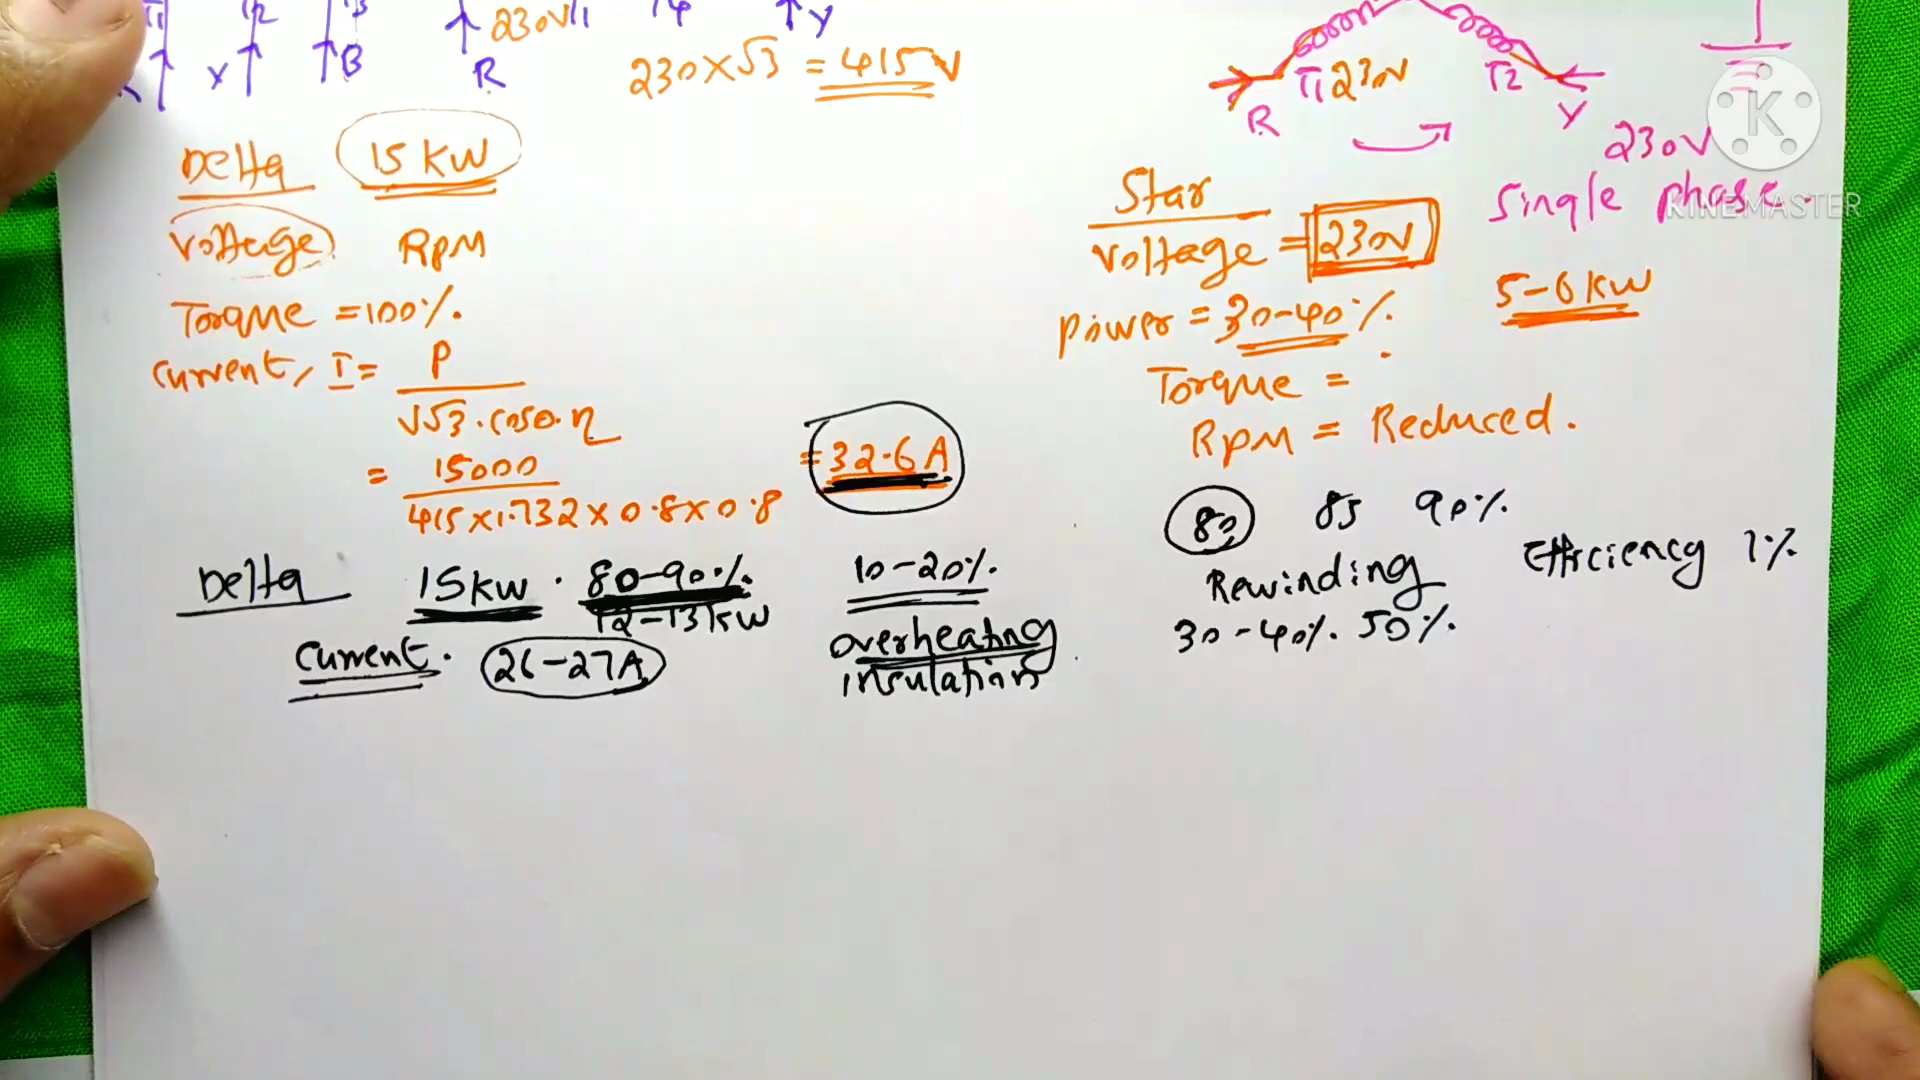 T2
230V
Y
X
B
R
230×√3 = 415V
T1 230V T2
R
Y
230V
Single phase.
K
KINEMASTER
Delta 15 KW
Voltage RPM
Torque = 100%.
Current, I = P
√3 . cosΘ . η
= 15000
415 × 1.732 × 0.8 × 0.8
= 32.6 A
Star
Voltage = 230V
Power = 30-40%.
5-6 KW
Torque =
RPM = Reduced.
80 85 90%
Delta 15KW . 80-90%.
12-13KW
Current. 26-27A
10-20%.
overheating
insulation
Rewinding
30-40%. 50%.
Efficiency 1%